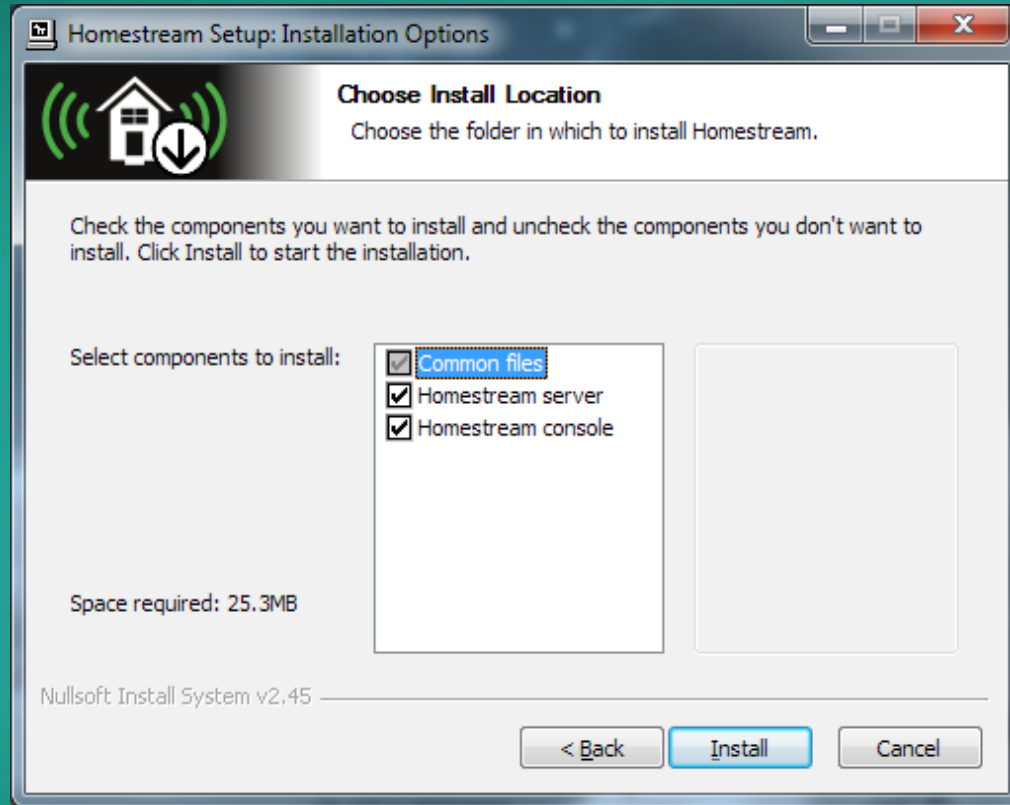 Homestream Setup: Installation Options
Choose Install Location
Choose the folder in which to install Homestream.
Check the components you want to install and uncheck the components you don't want to
install. Click Install to start the installation.
Select components to install:
Common files
Homestream server
Homestream console
Space required: 25.3MB
Nullsoft Install System v2.45
< Back
Install
Cancel